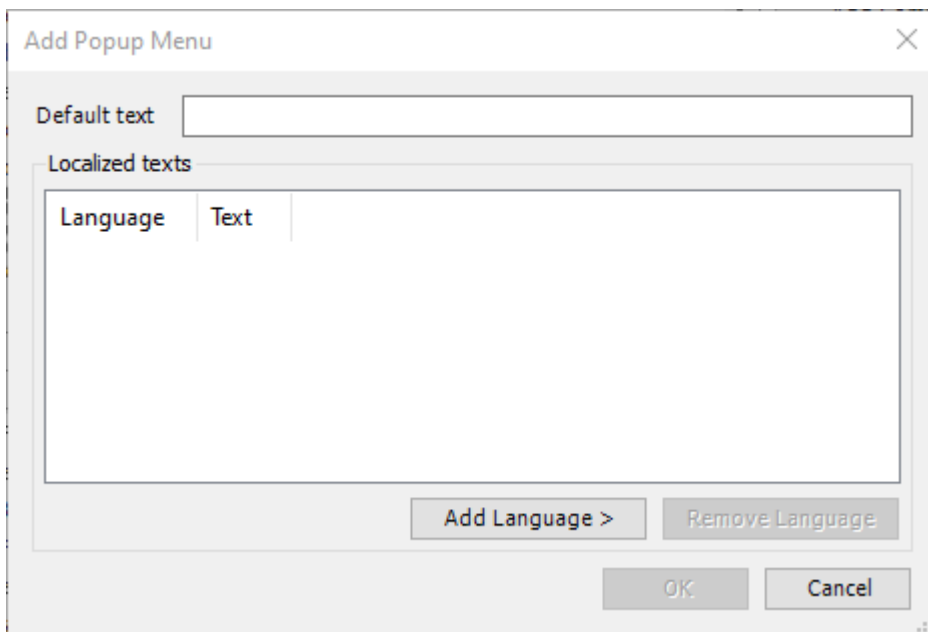 Add Popup Menu
Default text
Localized texts
Language Text
Add Language > Remove Language
OK Cancel